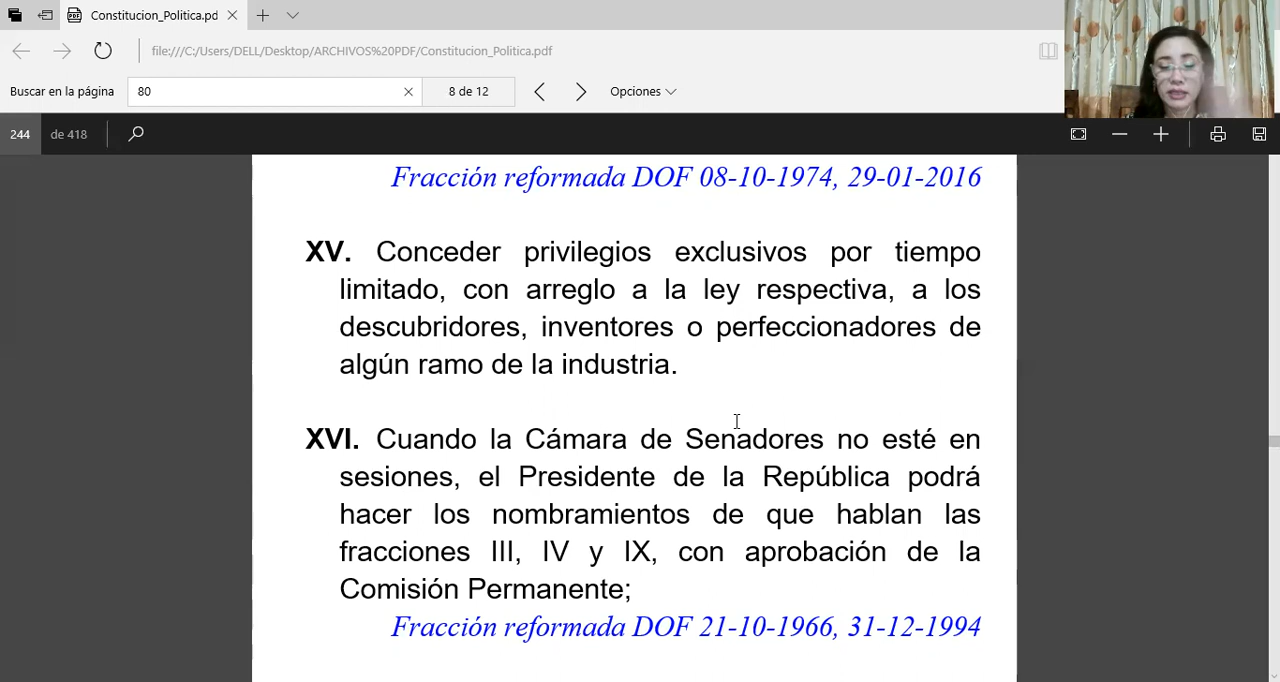 Constitucion_Politica.pd
file:///C:/Users/DELL/Desktop/ARCHIVOS%20PDF/Constitucion_Politica.pdf
Buscar en la página 80 8 de 12 Opciones
244 de 418
Fracción reformada DOF 08-10-1974, 29-01-2016
XV. Conceder privilegios exclusivos por tiempo
limitado, con arreglo a la ley respectiva, a los
descubridores, inventores o perfeccionadores de
algún ramo de la industria.
XVI. Cuando la Cámara de Senadores no esté en
sesiones, el Presidente de la República podrá
hacer los nombramientos de que hablan las
fracciones III, IV y IX, con aprobación de la
Comisión Permanente;
Fracción reformada DOF 21-10-1966, 31-12-1994